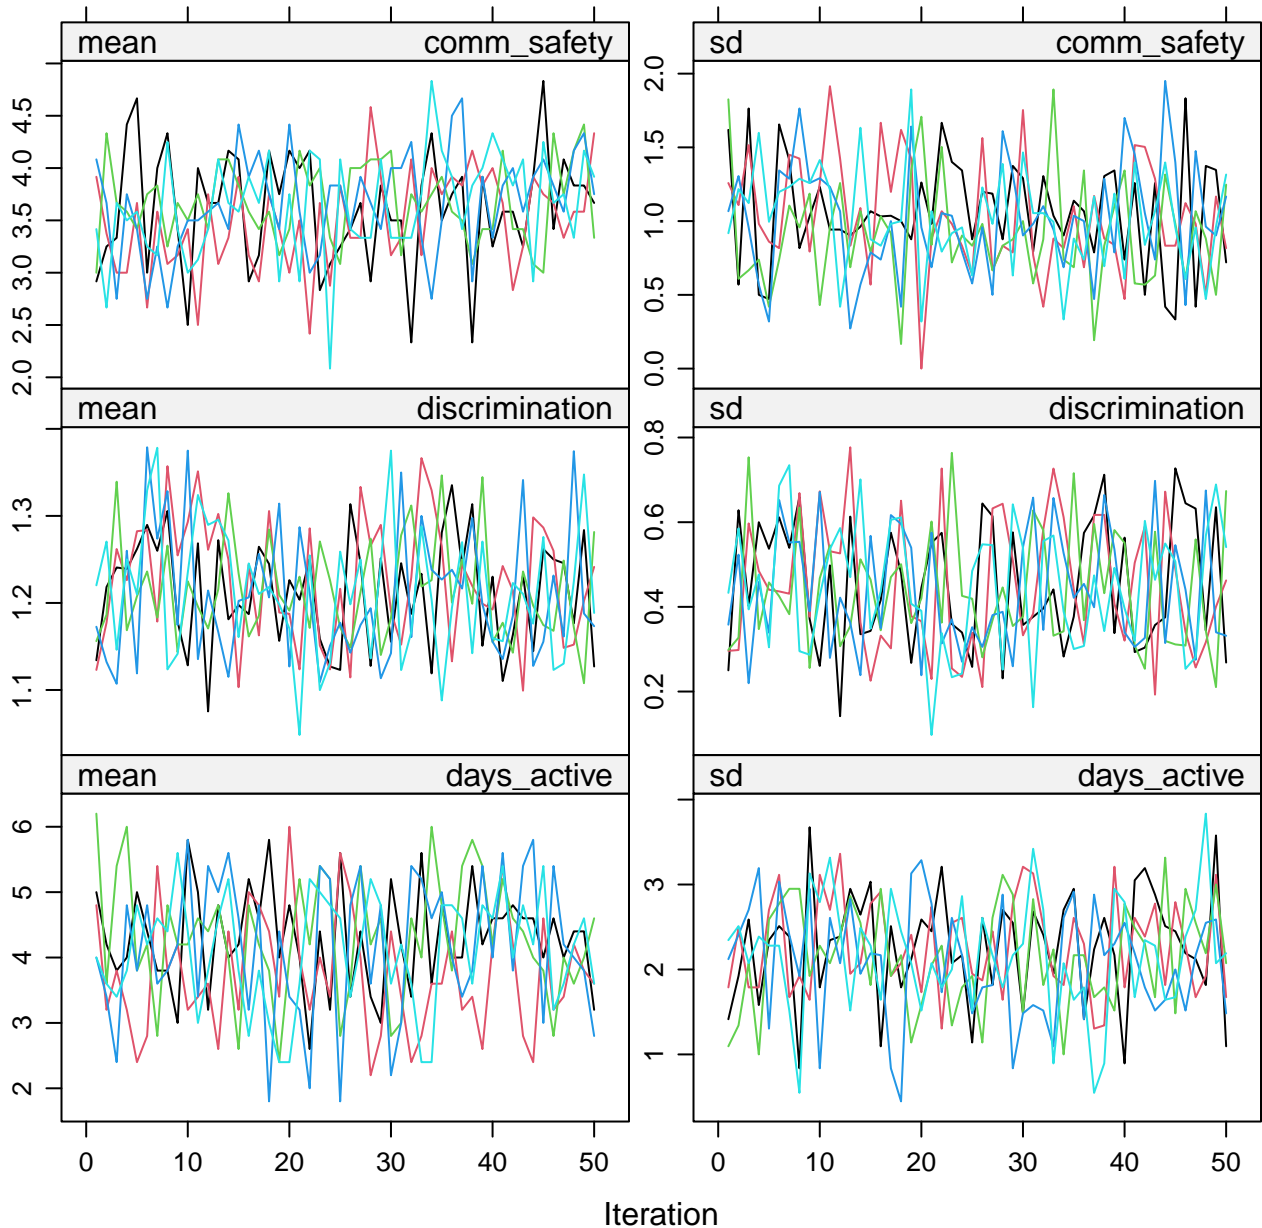 mean comm_safety sd comm_safety
2.0 2.5 3.0 3.5 4.0 4.5
0.0 0.5 1.0 1.5 2.0
mean discrimination sd discrimination
1.1 1.2 1.3
0.2 0.4 0.6 0.8
mean days_active sd days_active
6
5
4
3
2
3
2
1
0 10 20 30 40 50 0 10 20 30 40 50
Iteration